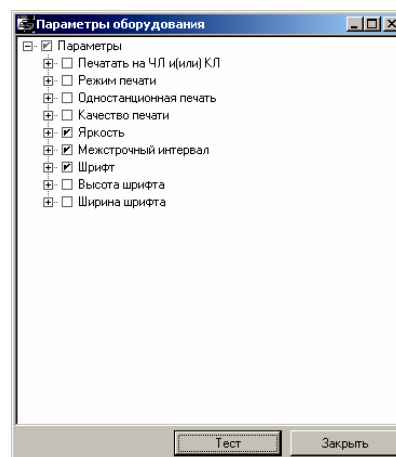 Параметры оборудования
Параметры
Печатать на ЧЛ и(или) КЛ
Режим печати
Одностанционная печать
Качество печати
Яркость
Межстрочный интервал
Шрифт
Высота шрифта
Ширина шрифта
Тест Закрыть